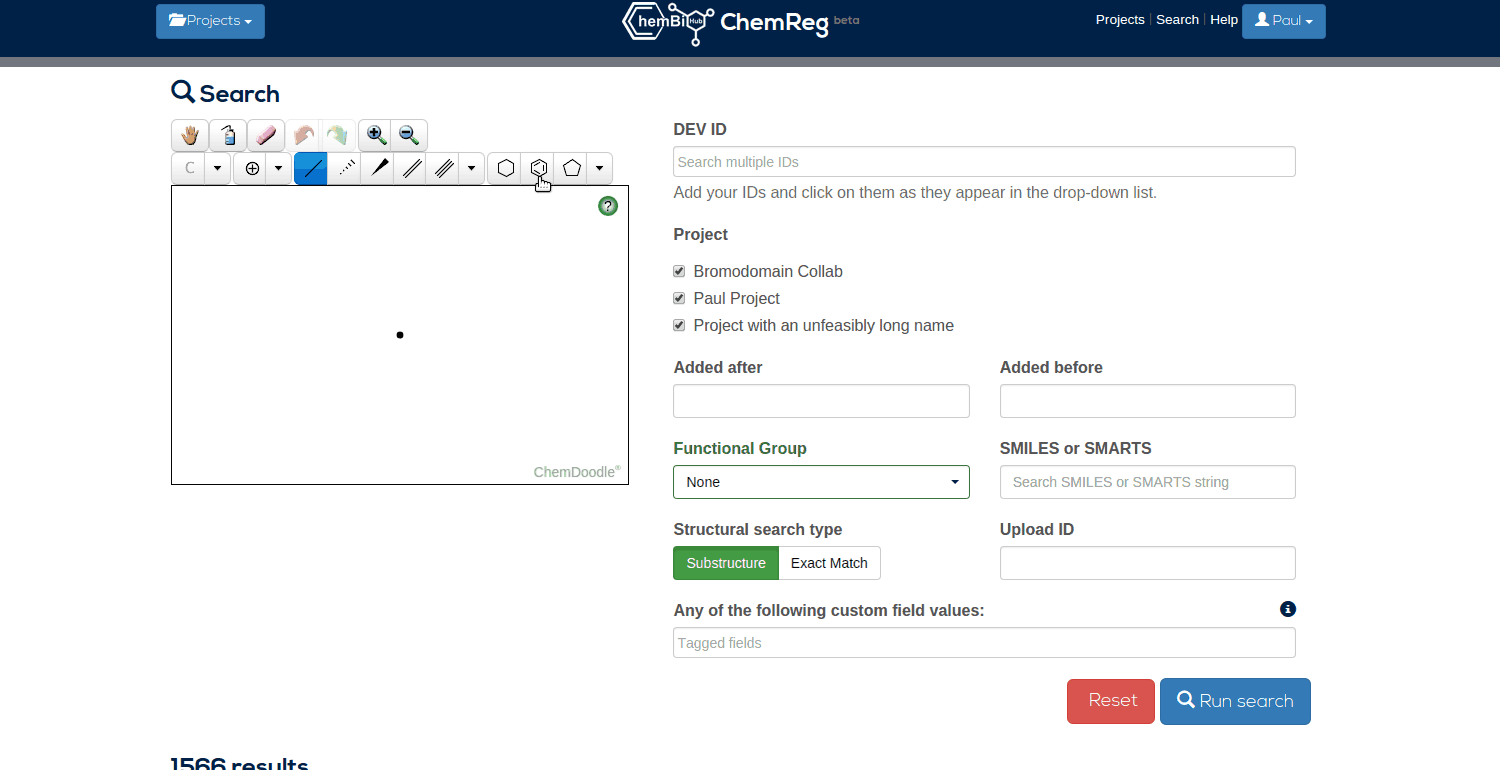 Projects
hemBi Hub ChemReg beta
Projects Search Help Paul
Search
C
?
ChemDoodle®
DEV ID
Search multiple IDs
Add your IDs and click on them as they appear in the drop-down list.
Project
Bromodomain Collab
Paul Project
Project with an unfeasibly long name
Added after Added before
Functional Group SMILES or SMARTS
None Search SMILES or SMARTS string
Structural search type Upload ID
Substructure Exact Match
Any of the following custom field values:
Tagged fields
Reset Run search
1566 results